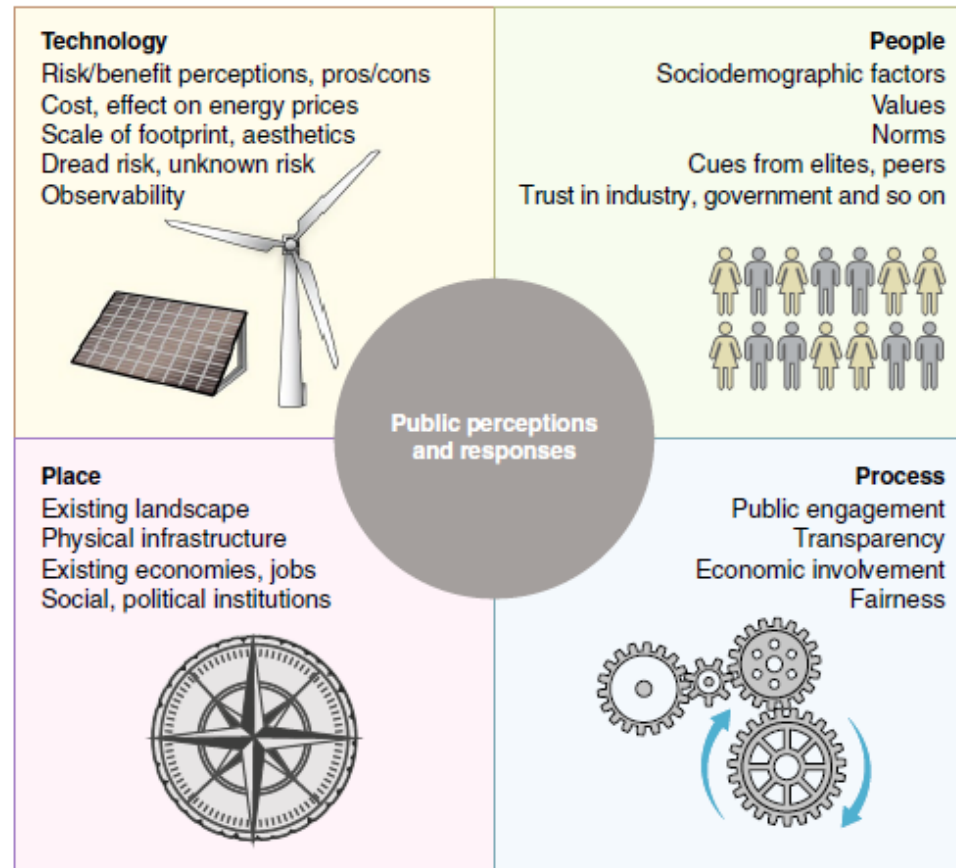 Technology
Risk/benefit perceptions, pros/cons
Cost, effect on energy prices
Scale of footprint, aesthetics
Dread risk, unknown risk
Observability
People
Sociodemographic factors
Values
Norms
Cues from elites, peers
Trust in industry, government and so on
Public perceptions
and responses
Place
Existing landscape
Physical infrastructure
Existing economies, jobs
Social, political institutions
Process
Public engagement
Transparency
Economic involvement
Fairness